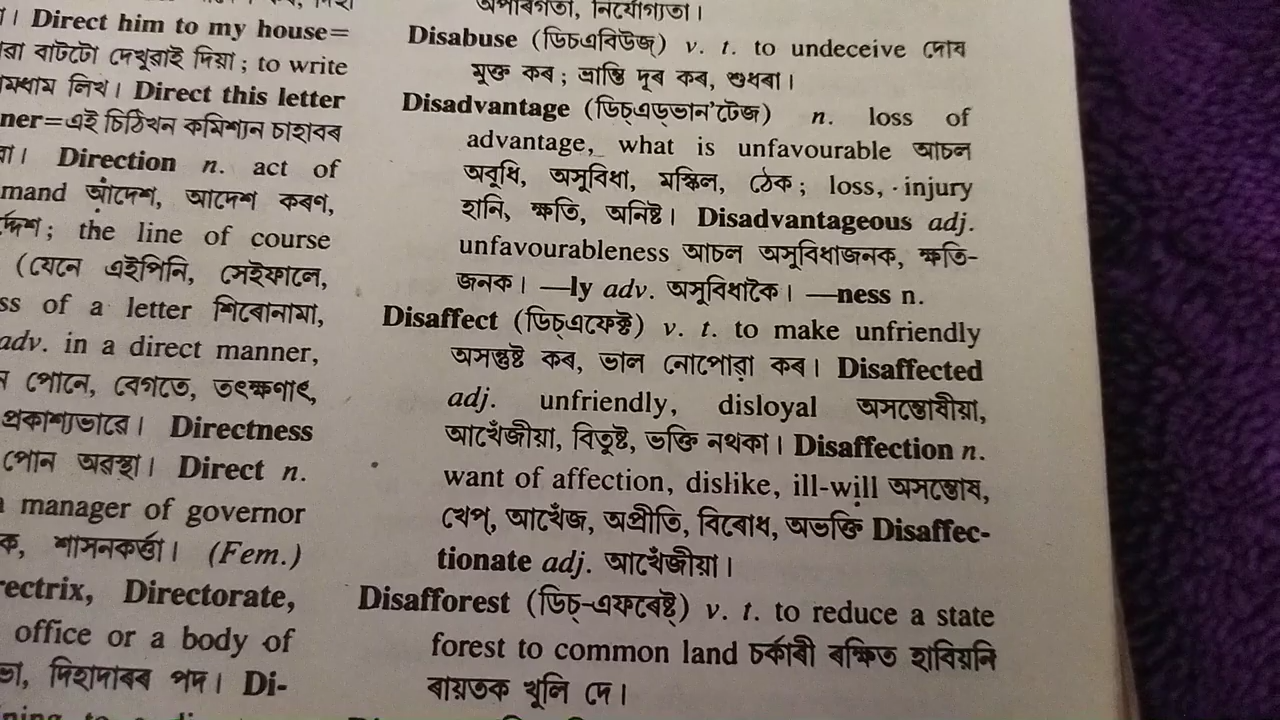 । Direct him to my house=
ৱা বাটটো দেখুৱাই দিয়া ; to write
লিখ। Direct this letter
ner=এই চিঠিখন কমিশ্যন চাহাবৰ
Direction n. act of
mand আদেশ, আদেশ কৰণ,
the line of course
(যেনে এইপিনি, সেইফালে,
ss of a letter শিৰোনামা,
adv. in a direct manner,
পোনে, বেগতে, তৎক্ষণাৎ,
প্ৰকাশ্যভাৱে। Directness
পোন অৱস্থা। Direct n.
manager of governor
ক, শাসনকৰ্ত্তা। (Fem.)
rectrix, Directorate,
office or a body of
দিহাদাৰৰ পদ। Di-
অপাৰগতা, নিযোগ্যতা।
Disabuse (ডিচএবিউজ্) v. t. to undeceive দোষ
মুক্ত কৰ ; ভ্ৰান্তি দূৰ কৰ, শুধৰা।
Disadvantage (ডিচ্এড্ভান'টেজ) n. loss of
advantage, what is unfavourable আচল
অবুধি, অসুবিধা, মস্কিল, ঠেক ; loss, injury
হানি, ক্ষতি, অনিষ্ট। Disadvantageous adj.
unfavourableness আচল অসুবিধাজনক, ক্ষতি-
জনক। —ly adv. অসুবিধাকৈ। —ness n.
Disaffect (ডিচ্এফেক্ট) v. t. to make unfriendly
অসন্তুষ্ট কৰ, ভাল নোপোৱা কৰ। Disaffected
adj. unfriendly, disloyal অসন্তোষীয়া,
আখেঁজীয়া, বিতুষ্ট, ভক্তি নথকা। Disaffection n.
want of affection, dislike, ill-will অসন্তোষ,
খেপ্, আখেঁজ, অপ্ৰীতি, বিৰোধ, অভক্তি Disaffec-
tionate adj. আখেঁজীয়া।
Disafforest (ডিচ্-এফৰেষ্ট) v. t. to reduce a state
forest to common land চৰ্কাৰী ৰক্ষিত হাবিয়নি
ৰায়তক খুলি দে।